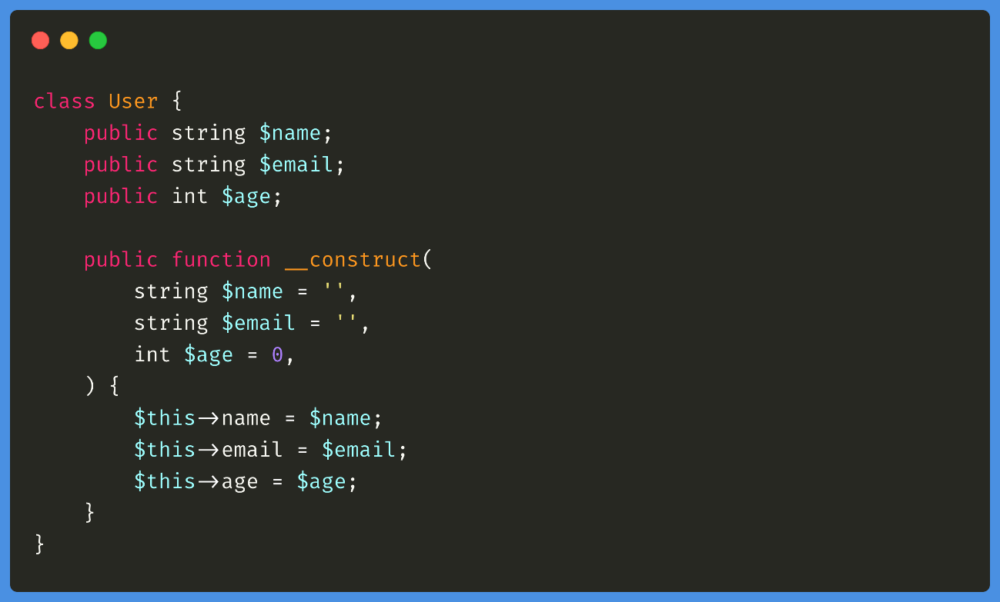 class User {
    public string $name;
    public string $email;
    public int $age;

    public function __construct(
        string $name = '',
        string $email = '',
        int $age = 0,
    ) {
        $this->name = $name;
        $this->email = $email;
        $this->age = $age;
    }
}